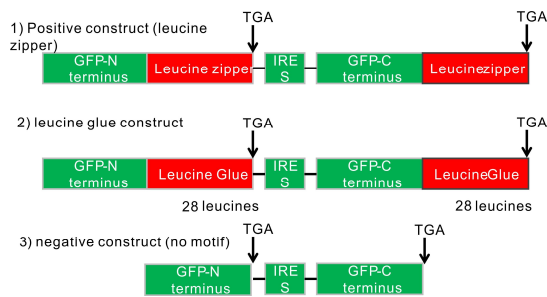 TGA TGA
1) Positive construct (leucine
zipper)
GFP-N
terminus
Leucine zipper
IRE
S
GFP-C
terminus
Leucinezipper
2) leucine glue construct
TGA TGA
GFP-N
terminus
Leucine Glue
IRE
S
GFP-C
terminus
LeucineGlue
28 leucines 28 leucines
3) negative construct (no motif)
TGA TGA
GFP-N
terminus
IRE
S
GFP-C
terminus